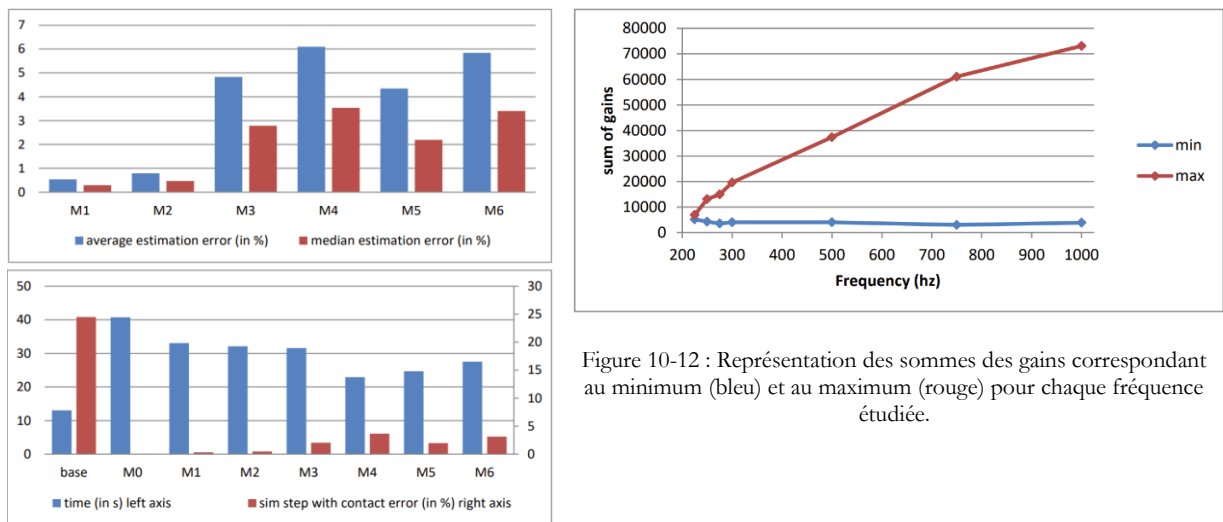 7
6
5
4
3
2
1
0
M1 M2 M3 M4 M5 M6
average estimation error (in %) median estimation error (in %)
50
40
30
20
10
0
30
25
20
15
10
5
0
base M0 M1 M2 M3 M4 M5 M6
time (in s) left axis sim step with contact error (in %) right axis
80000
70000
60000
50000
40000
30000
20000
10000
0
sum of gains
200 300 400 500 600 700 800 900 1000
Frequency (hz)
min
max
Figure 10-12 : Représentation des sommes des gains correspondant
au minimum (bleu) et au maximum (rouge) pour chaque fréquence
étudiée.